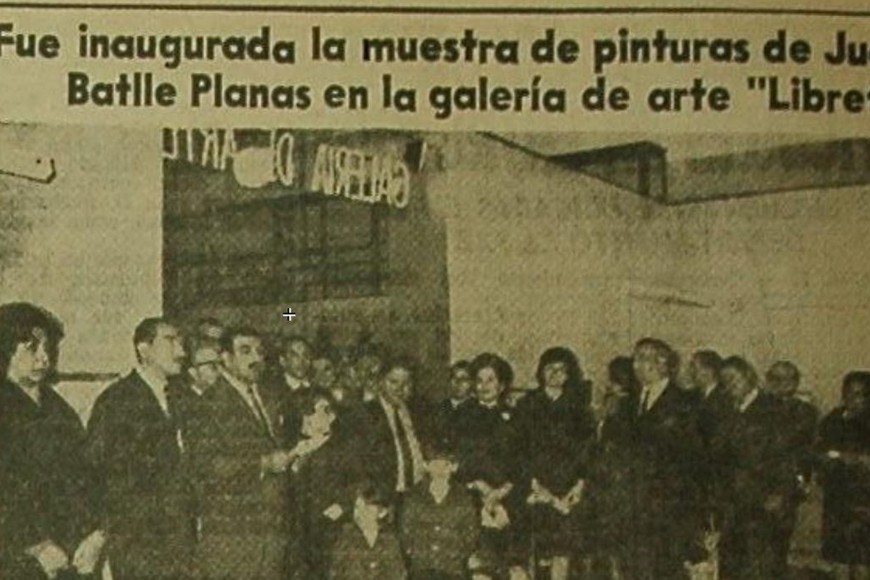 Fue inaugurada la muestra de pinturas de Ju
Batlle Planas en la galería de arte "Libre
GALERIA DE ARTE